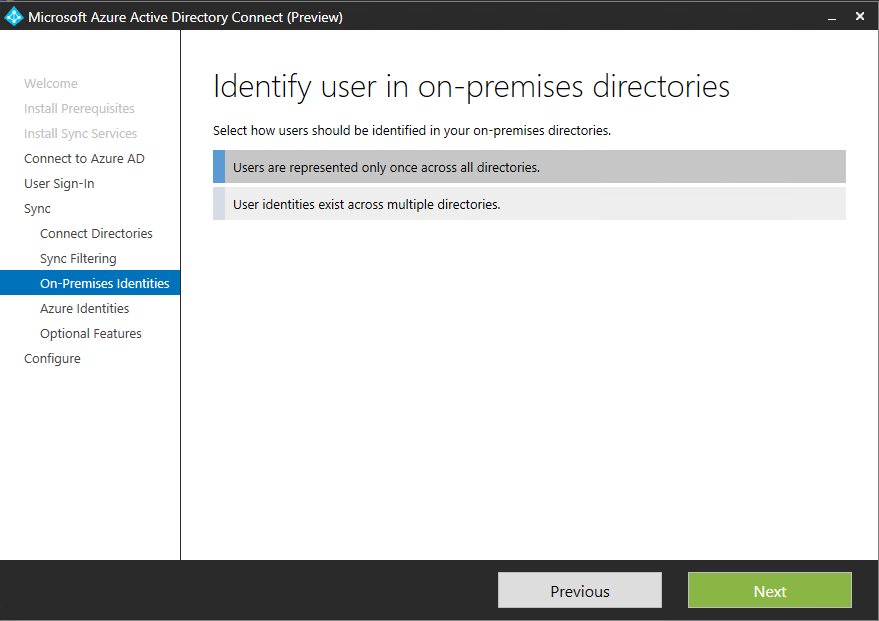 Microsoft Azure Active Directory Connect (Preview)
Welcome
Install Prerequisites
Install Sync Services
Connect to Azure AD
User Sign-In
Sync
Connect Directories
Sync Filtering
On-Premises Identities
Azure Identities
Optional Features
Configure
Identify user in on-premises directories
Select how users should be identified in your on-premises directories.
Users are represented only once across all directories.
User identities exist across multiple directories.
Previous
Next